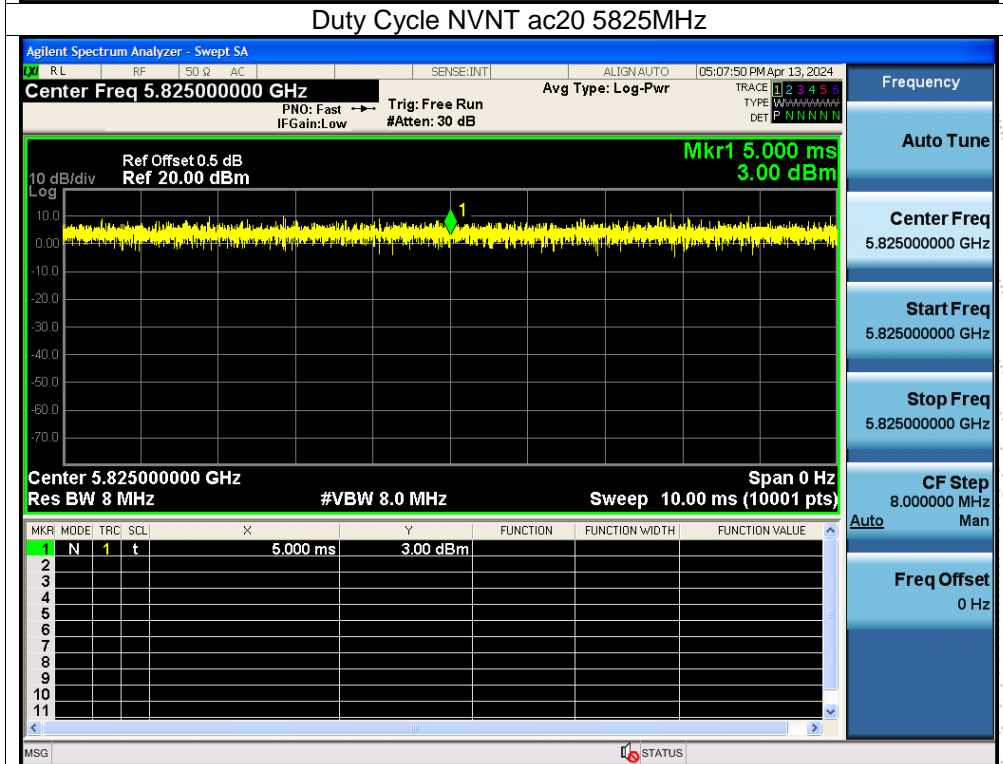 Duty Cycle NVNT ac20 5825MHz
Agilent Spectrum Analyzer - Swept SA
LXI RL RF 50 Ω AC SENSE:INT ALIGN AUTO 05:07:50 PM Apr 13, 2024
Center Freq 5.825000000 GHz
PNO: Fast
IFGain:Low
Trig: Free Run
#Atten: 30 dB
Avg Type: Log-Pwr
TRACE 1 2 3 4 5 6
TYPE WWWWWW
DET P N N N N N
Mkr1 5.000 ms
3.00 dBm
Ref Offset 0.5 dB
10 dB/div Ref 20.00 dBm
Log
10.0
0.00
-10.0
-20.0
-30.0
-40.0
-50.0
-60.0
-70.0
1
Center 5.825000000 GHz Span 0 Hz
Res BW 8 MHz #VBW 8.0 MHz Sweep 10.00 ms (10001 pts)
MKR MODE TRC SCL X Y FUNCTION FUNCTION WIDTH FUNCTION VALUE
1 N 1 t 5.000 ms 3.00 dBm
2
3
4
5
6
7
8
9
10
11
MSG STATUS
Frequency
Auto Tune
Center Freq
5.825000000 GHz
Start Freq
5.825000000 GHz
Stop Freq
5.825000000 GHz
CF Step
8.000000 MHz
Auto Man
Freq Offset
0 Hz